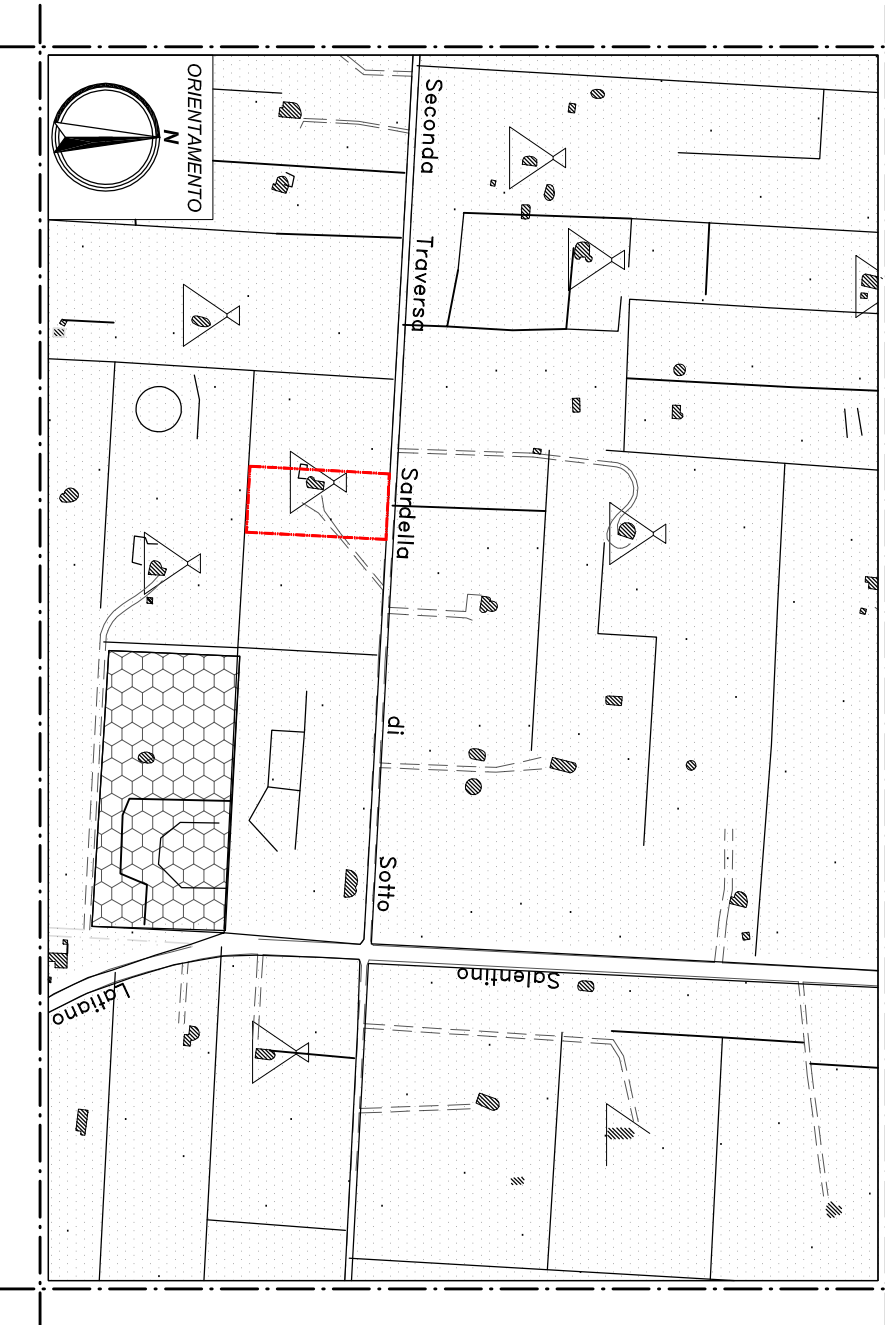 ORIENTAMENTO
N
Seconda Traversa Sardella di Sotto
Salentino
Latiano